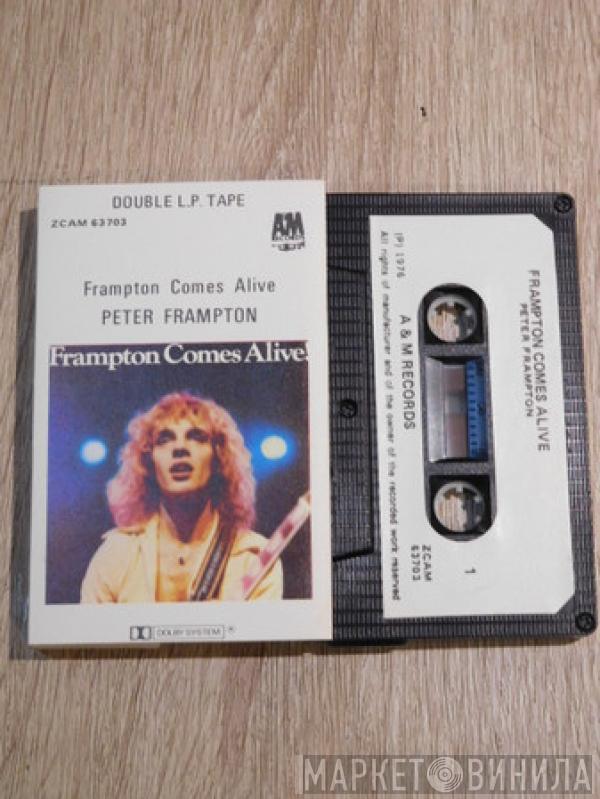 DOUBLE L.P. TAPE
ZCAM 63703
A&M
RECORDS
Frampton Comes Alive
PETER FRAMPTON
Frampton Comes Alive!
DOLBY SYSTEM ®
FRAMPTON COMES ALIVE
PETER FRAMPTON
ZCAM
63703
1
A & M RECORDS
(P) 1976
All rights of manufacturer and of the owner of the recorded work reserved
МАРКЕТ ВИНИЛА